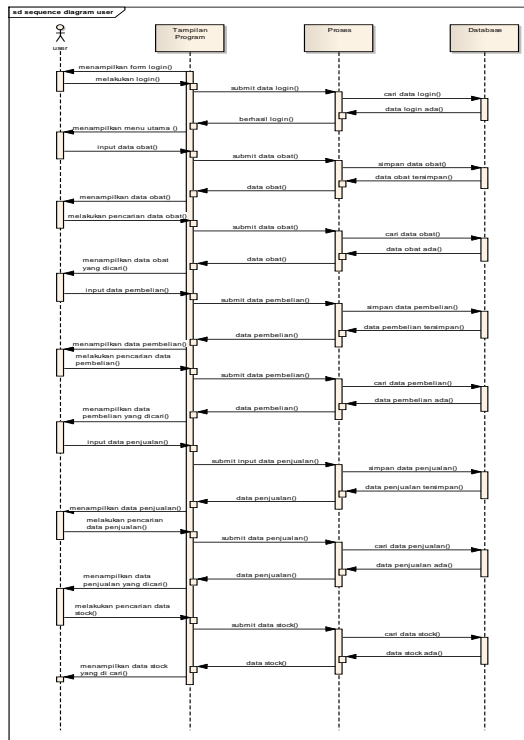 sd sequence diagram user
user
Tampilan
Program
Proses
Database
menampilkan form login()
melakukan login()
submit data login()
cari data login()
data login ada()
berhasil login()
menampilkan menu utama ()
input data obat()
submit data obat()
simpan data obat()
data obat tersimpan()
data obat()
menampilkan data obat()
melakukan pencarian data obat()
submit data obat()
cari data obat()
data obat ada()
data obat()
menampilkan data obat
yang dicari()
input data pembelian()
submit data pembelian()
simpan data pembelian()
data pembelian tersimpan()
data pembelian()
menampilkan data pembelian()
melakukan pencarian data
pembelian()
submit data pembelian()
cari data pembelian()
data pembelian ada()
data pembelian()
menampilkan data
pembelian yang dicari()
input data penjualan()
submit input data penjualan()
simpan data penjualan()
data penjualan tersimpan()
data penjualan()
menampilkan data penjualan()
melakukan pencarian
data penjualan()
submit data penjualan()
cari data penjualan()
data penjualan ada()
data penjualan()
menampilkan data
penjualan yang dicari()
melakukan pencarian data
stock()
submit data stock()
cari data stock()
data stock ada()
data stock()
menampilkan data stock
yang di cari()